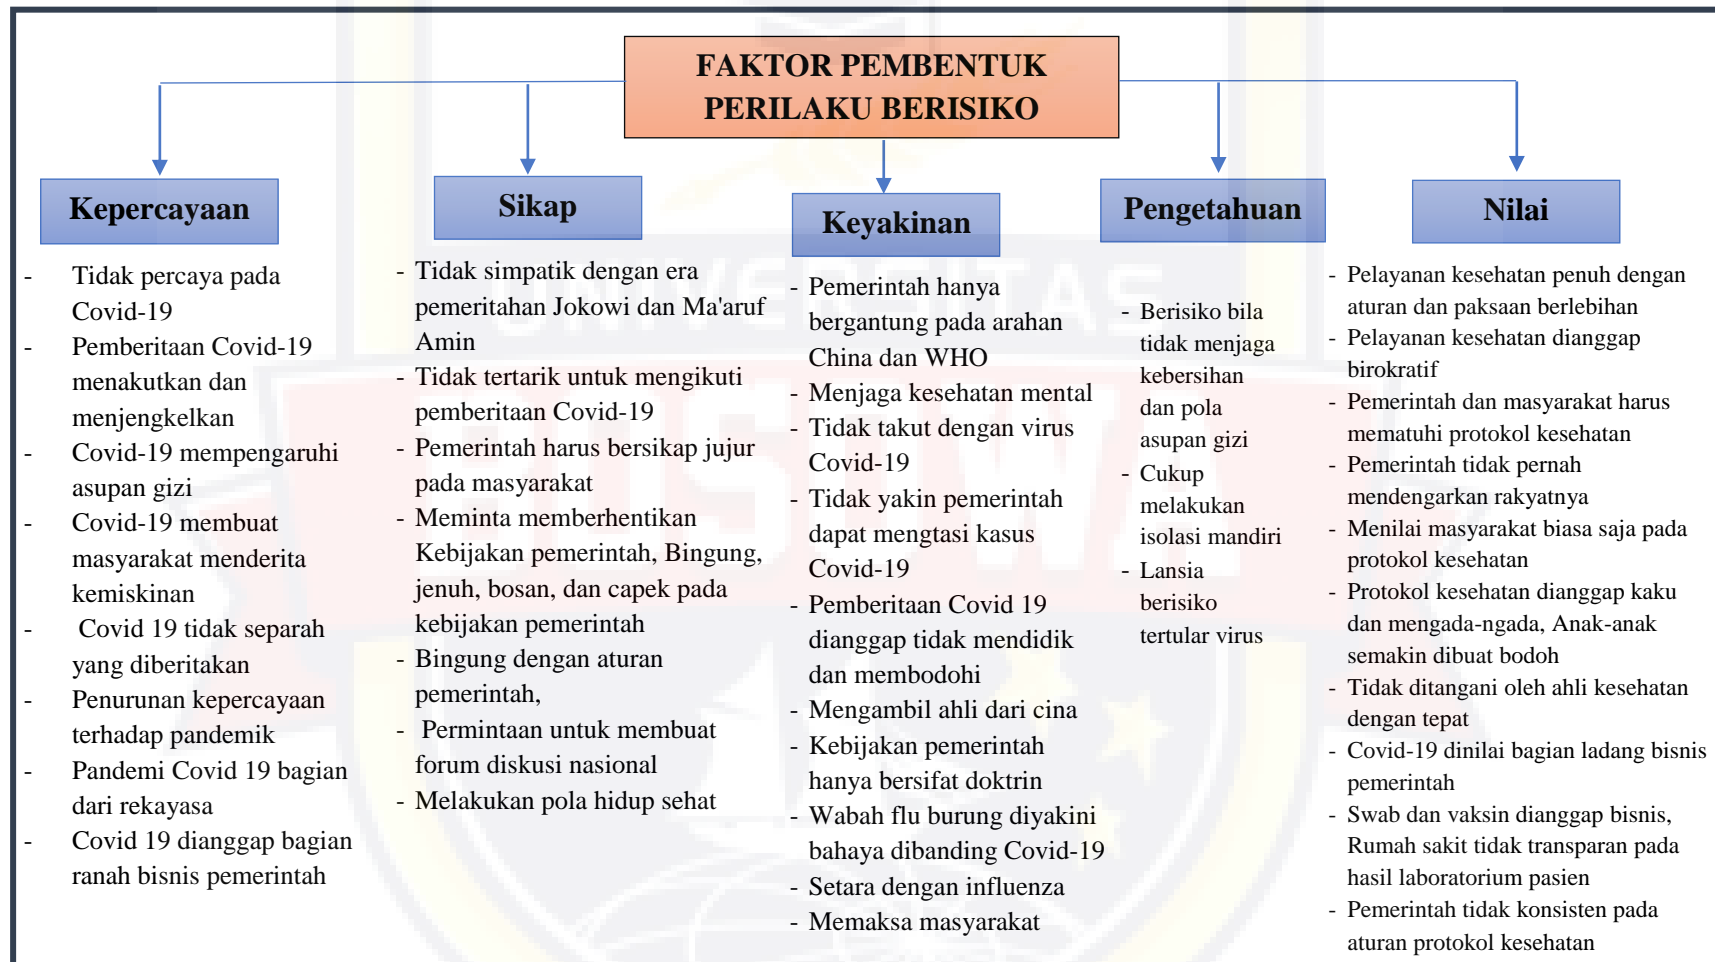 FAKTOR PEMBENTUK
PERILAKU BERISIKO
Kepercayaan
- Tidak percaya pada
Covid-19
- Pemberitaan Covid-19
menakutkan dan
menjengkelkan
- Covid-19 mempengaruhi
asupan gizi
- Covid-19 membuat
masyarakat menderita
kemiskinan
- Covid 19 tidak separah
yang diberitakan
- Penurunan kepercayaan
terhadap pandemik
- Pandemi Covid 19 bagian
dari rekayasa
- Covid 19 dianggap bagian
ranah bisnis pemerintah
Sikap
- Tidak simpatik dengan era
pemeritahan Jokowi dan Ma'aruf
Amin
- Tidak tertarik untuk mengikuti
pemberitaan Covid-19
- Pemerintah harus bersikap jujur
pada masyarakat
- Meminta memberhentikan
Kebijakan pemerintah, Bingung,
jenuh, bosan, dan capek pada
kebijakan pemerintah
- Bingung dengan aturan
pemerintah,
- Permintaan untuk membuat
forum diskusi nasional
- Melakukan pola hidup sehat
Keyakinan
- Pemerintah hanya
bergantung pada arahan
China dan WHO
- Menjaga kesehatan mental
- Tidak takut dengan virus
Covid-19
- Tidak yakin pemerintah
dapat mengtasi kasus
Covid-19
- Pemberitaan Covid 19
dianggap tidak mendidik
dan membodohi
- Mengambil ahli dari cina
- Kebijakan pemerintah
hanya bersifat doktrin
- Wabah flu burung diyakini
bahaya dibanding Covid-19
- Setara dengan influenza
- Memaksa masyarakat
Pengetahuan
- Berisiko bila
tidak menjaga
kebersihan
dan pola
asupan gizi
- Cukup
melakukan
isolasi mandiri
- Lansia
berisiko
tertular virus
Nilai
- Pelayanan kesehatan penuh dengan
aturan dan paksaan berlebihan
- Pelayanan kesehatan dianggap
birokratif
- Pemerintah dan masyarakat harus
mematuhi protokol kesehatan
- Pemerintah tidak pernah
mendengarkan rakyatnya
- Menilai masyarakat biasa saja pada
protokol kesehatan
- Protokol kesehatan dianggap kaku
dan mengada-ngada, Anak-anak
semakin dibuat bodoh
- Tidak ditangani oleh ahli kesehatan
dengan tepat
- Covid-19 dinilai bagian ladang bisnis
pemerintah
- Swab dan vaksin dianggap bisnis,
Rumah sakit tidak transparan pada
hasil laboratorium pasien
- Pemerintah tidak konsisten pada
aturan protokol kesehatan
UNIVERSITAS
BOSOWA